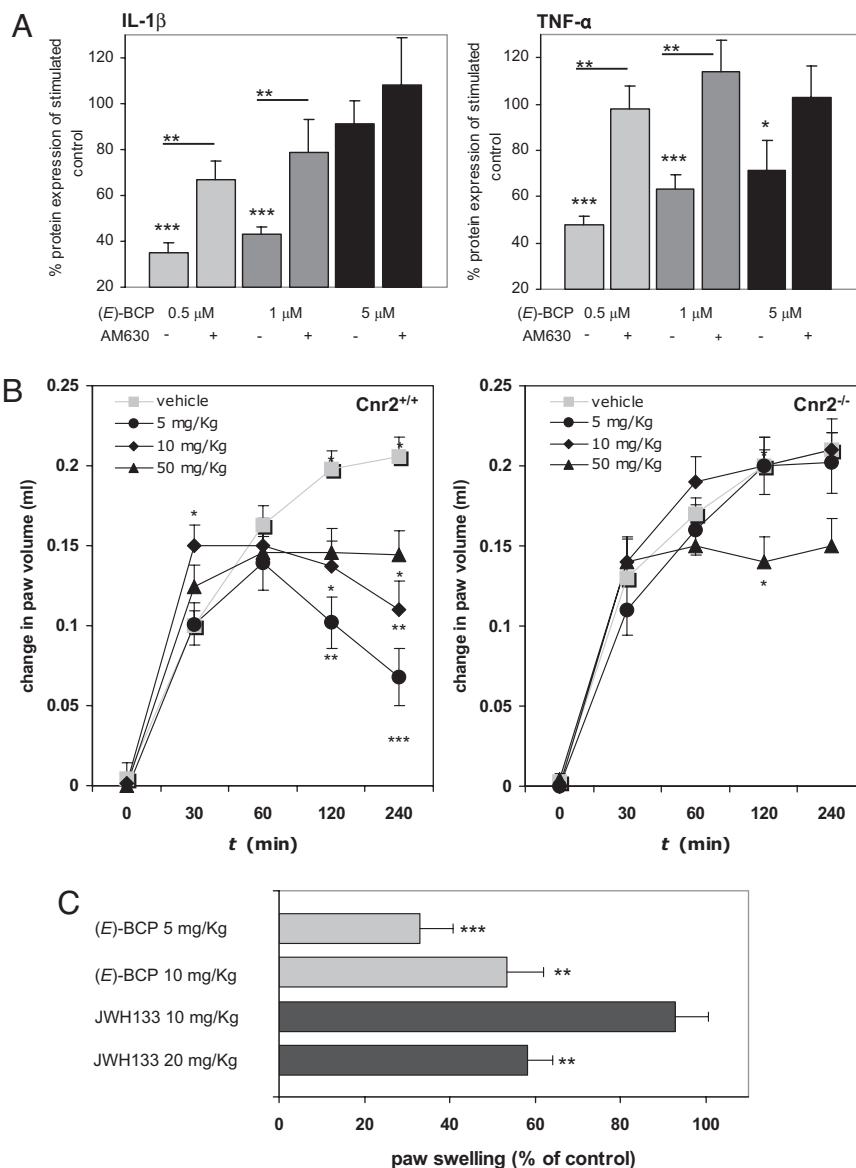 A
IL-1β
TNF-α
% protein expression of stimulated
control
120
100
80
60
40
20
** ** *** ***
(E)-BCP 0.5 µM 1 µM 5 µM
AM630 - + - + - +
% protein expression of stimulated
control
120
100
80
60
40
20
** ** *** *** *
(E)-BCP 0.5 µM 1 µM 5 µM
AM630 - + - + - +
B
Cnr2+/+
vehicle
5 mg/Kg
10 mg/Kg
50 mg/Kg
change in paw volume (ml)
0.25
0.2
0.15
0.1
0.05
0
* * * * * ** ** ***
0 30 60 120 240
t (min)
Cnr2-/-
vehicle
5 mg/Kg
10 mg/Kg
50 mg/Kg
change in paw volume (ml)
0.25
0.2
0.15
0.1
0.05
0
*
0 30 60 120 240
t (min)
C
(E)-BCP 5 mg/Kg ***
(E)-BCP 10 mg/Kg **
JWH133 10 mg/Kg
JWH133 20 mg/Kg **
0 20 40 60 80 100
paw swelling (% of control)